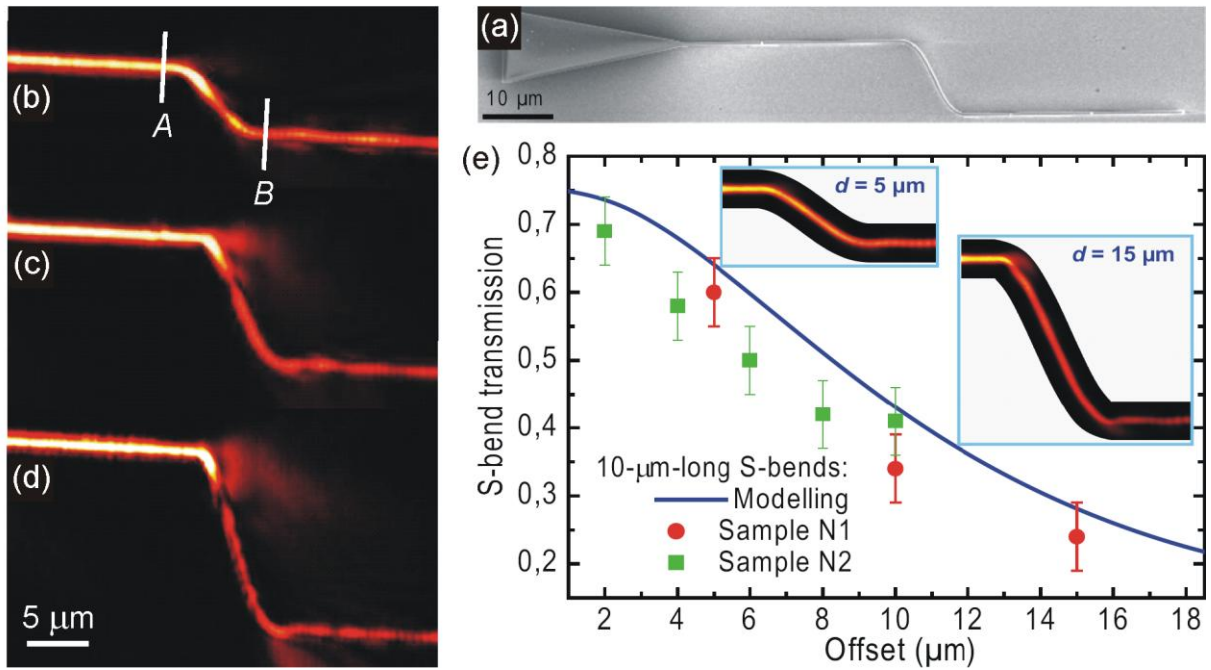 (b)
A
B
(c)
(d)
5 μm
(a)
10 μm
(e)
0,8
0,7
0,6
0,5
0,4
0,3
0,2
S-bend transmission
d = 5 μm
d = 15 μm
10-μm-long S-bends:
Modelling
Sample N1
Sample N2
2 4 6 8 10 12 14 16 18
Offset (μm)